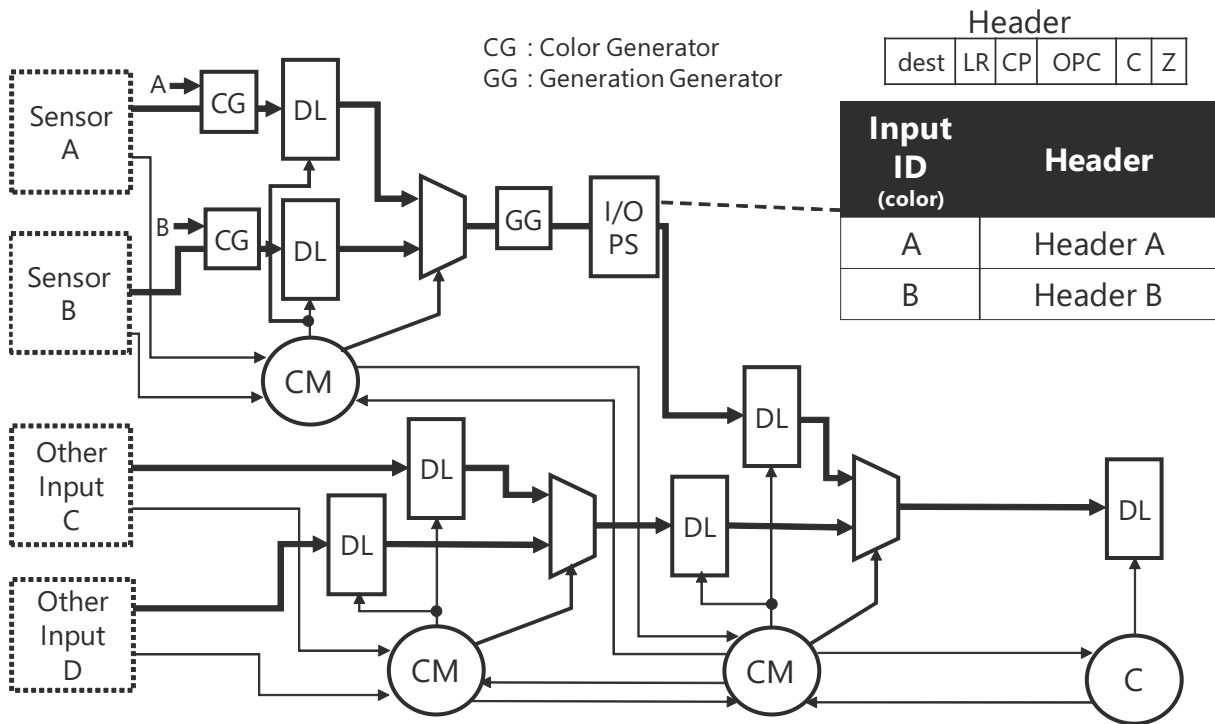 Header
dest LR CP OPC C Z
CG : Color Generator
GG : Generation Generator
Input
ID
(color)
Header
A
Header A
B
Header B
Sensor
A
A
CG
DL
Sensor
B
B
CG
DL
GG
I/O
PS
CM
Other
Input
C
DL
Other
Input
D
DL
CM
DL
DL
CM
DL
C